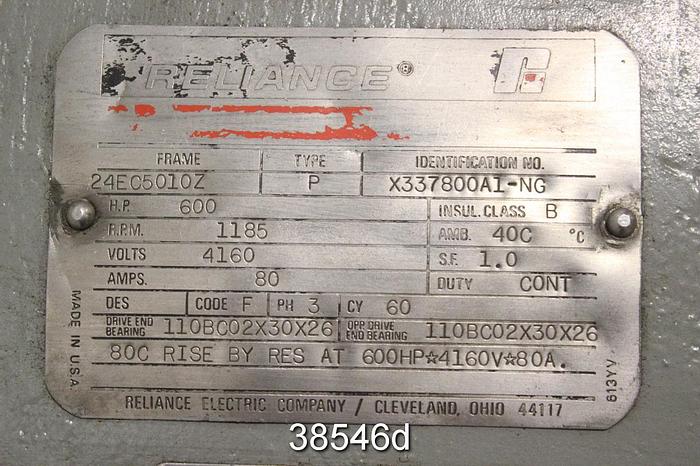 RELIANCE® R
FRAME TYPE IDENTIFICATION NO.
24EC5010Z P X337800A1-NG
H.P. 600 INSUL. CLASS B
R.P.M. 1185 AMB. 40C °C
VOLTS 4160 S.F. 1.0
AMPS. 80 DUTY CONT
DES CODE F PH 3 CY 60
DRIVE END BEARING 110BC02X30X26 OPP DRIVE END BEARING 110BC02X30X26
80C RISE BY RES AT 600HP☆4160V☆80A.
MADE IN U.S.A.
613YV
RELIANCE ELECTRIC COMPANY / CLEVELAND, OHIO 44117
38546d